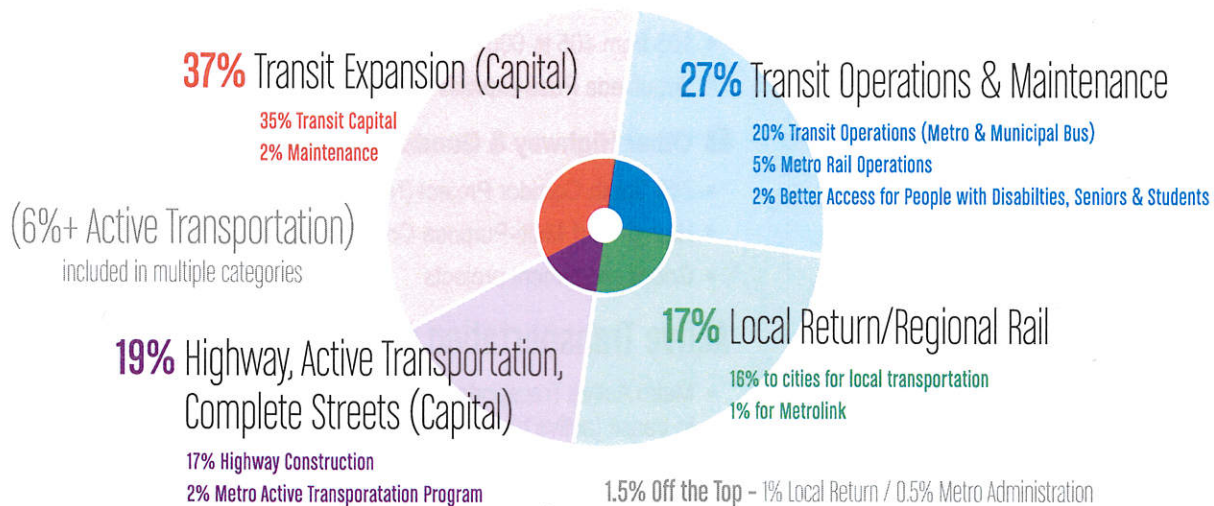 37% Transit Expansion (Capital)
35% Transit Capital
2% Maintenance
27% Transit Operations & Maintenance
20% Transit Operations (Metro & Municipal Bus)
5% Metro Rail Operations
2% Better Access for People with Disabilties, Seniors & Students
(6%+ Active Transportation)
included in multiple categories
19% Highway, Active Transportation,
Complete Streets (Capital)
17% Highway Construction
2% Metro Active Transporatation Program
17% Local Return/Regional Rail
16% to cities for local transportation
1% for Metrolink
1.5% Off the Top – 1% Local Return / 0.5% Metro Administration